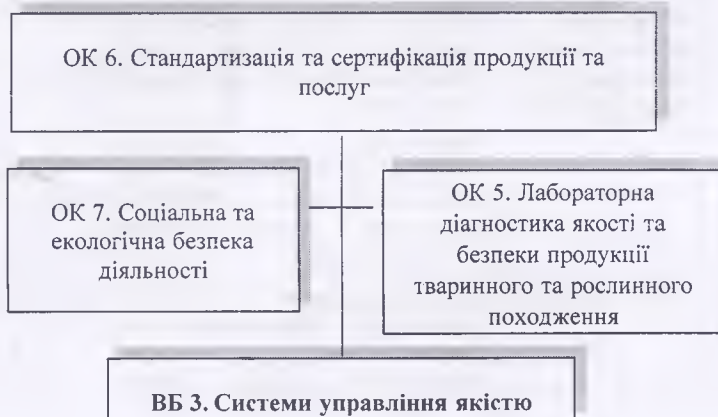 ОК 6. Стандартизація та сертифікація продукції та
послуг
ОК 7. Соціальна та
екологічна безпека
діяльності
ОК 5. Лабораторна
діагностика якості та
безпеки продукції
тваринного та рослинного
походження
ВБ 3. Системи управління якістю